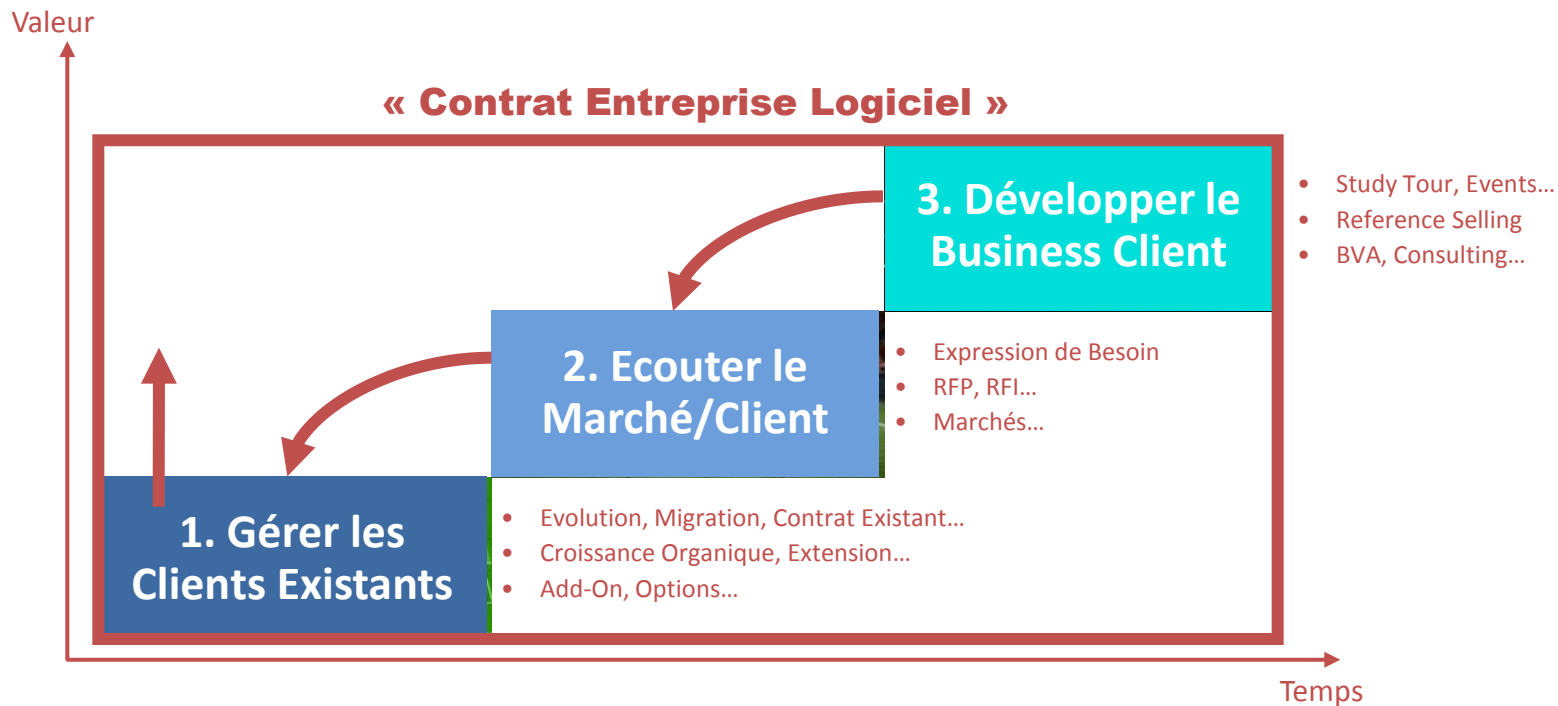 Valeur
« Contrat Entreprise Logiciel »
3. Développer le
Business Client
• Study Tour, Events…
• Reference Selling
• BVA, Consulting…
2. Ecouter le
Marché/Client
• Expression de Besoin
• RFP, RFI…
• Marchés…
1. Gérer les
Clients Existants
• Evolution, Migration, Contrat Existant…
• Croissance Organique, Extension…
• Add-On, Options…
Temps